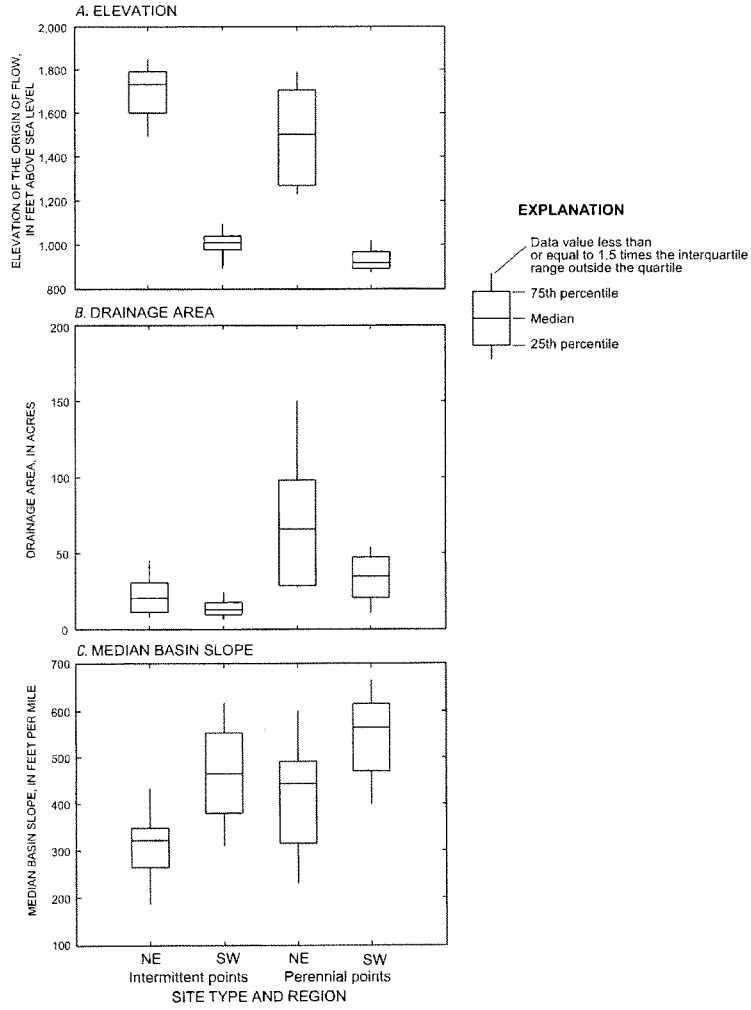 A. ELEVATION
ELEVATION OF THE ORIGIN OF FLOW,
IN FEET ABOVE SEA LEVEL
2,000
1,800
1,600
1,400
1,200
1,000
800
EXPLANATION
Data value less than
or equal to 1.5 times the interquartile
range outside the quartile
75th percentile
Median
25th percentile
B. DRAINAGE AREA
DRAINAGE AREA, IN ACRES
200
150
100
50
0
C. MEDIAN BASIN SLOPE
MEDIAN BASIN SLOPE, IN FEET PER MILE
700
600
500
400
300
200
100
NE SW NE SW
Intermittent points Perennial points
SITE TYPE AND REGION